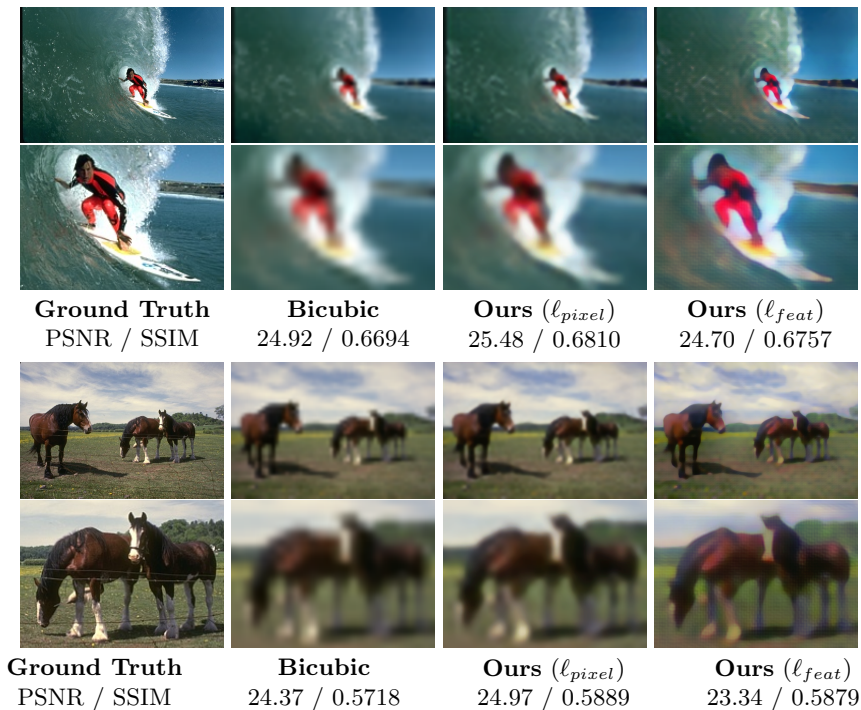 Ground Truth Bicubic Ours (ℓpixel) Ours (ℓfeat)
PSNR / SSIM 24.92 / 0.6694 25.48 / 0.6810 24.70 / 0.6757
Ground Truth Bicubic Ours (ℓpixel) Ours (ℓfeat)
PSNR / SSIM 24.37 / 0.5718 24.97 / 0.5889 23.34 / 0.5879